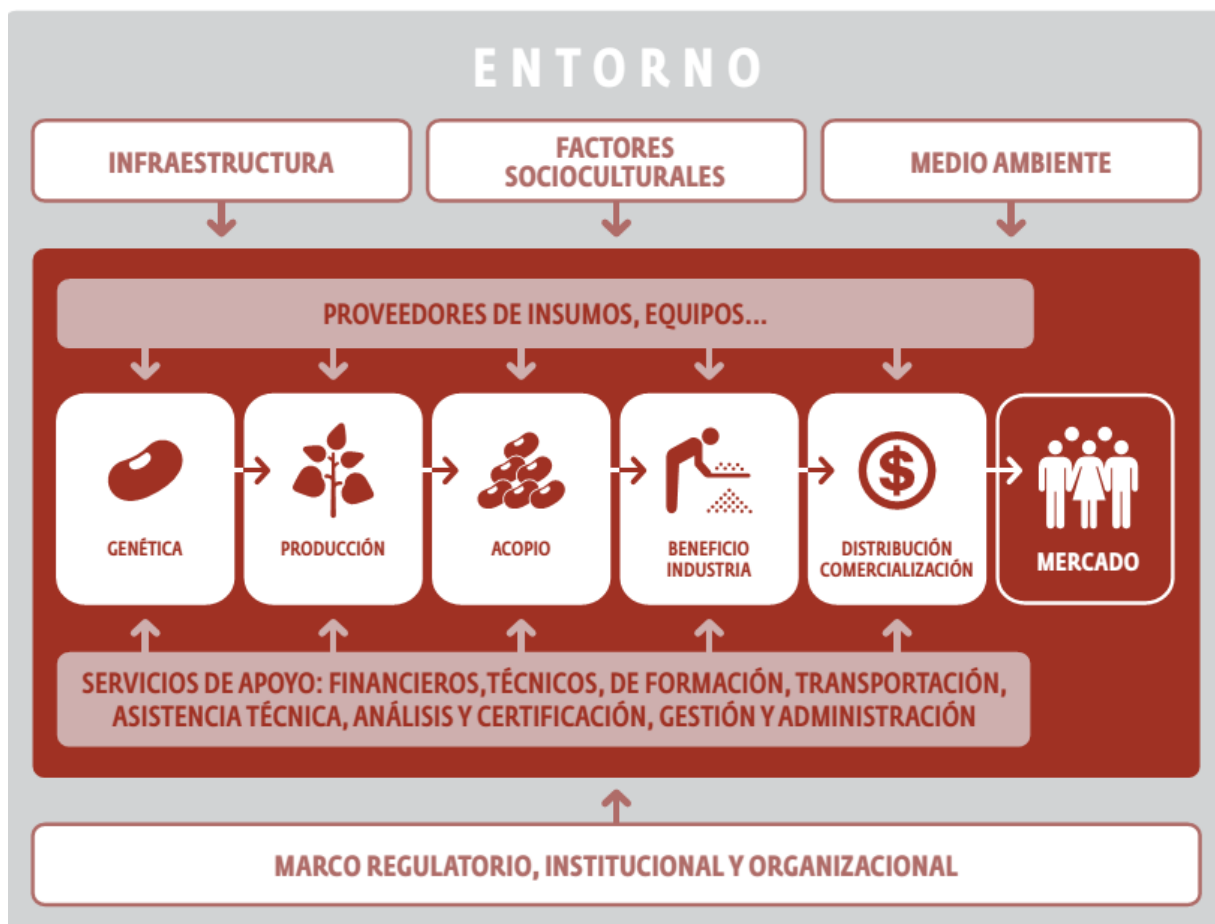 ENTORNO
INFRAESTRUCTURA
FACTORES
SOCIOCULTURALES
MEDIO AMBIENTE
PROVEEDORES DE INSUMOS, EQUIPOS...
GENÉTICA
PRODUCCIÓN
ACOPIO
BENEFICIO
INDUSTRIA
$
DISTRIBUCIÓN
COMERCIALIZACIÓN
MERCADO
SERVICIOS DE APOYO: FINANCIEROS,TÉCNICOS, DE FORMACIÓN, TRANSPORTACIÓN,
ASISTENCIA TÉCNICA, ANÁLISIS Y CERTIFICACIÓN, GESTIÓN Y ADMINISTRACIÓN
MARCO REGULATORIO, INSTITUCIONAL Y ORGANIZACIONAL